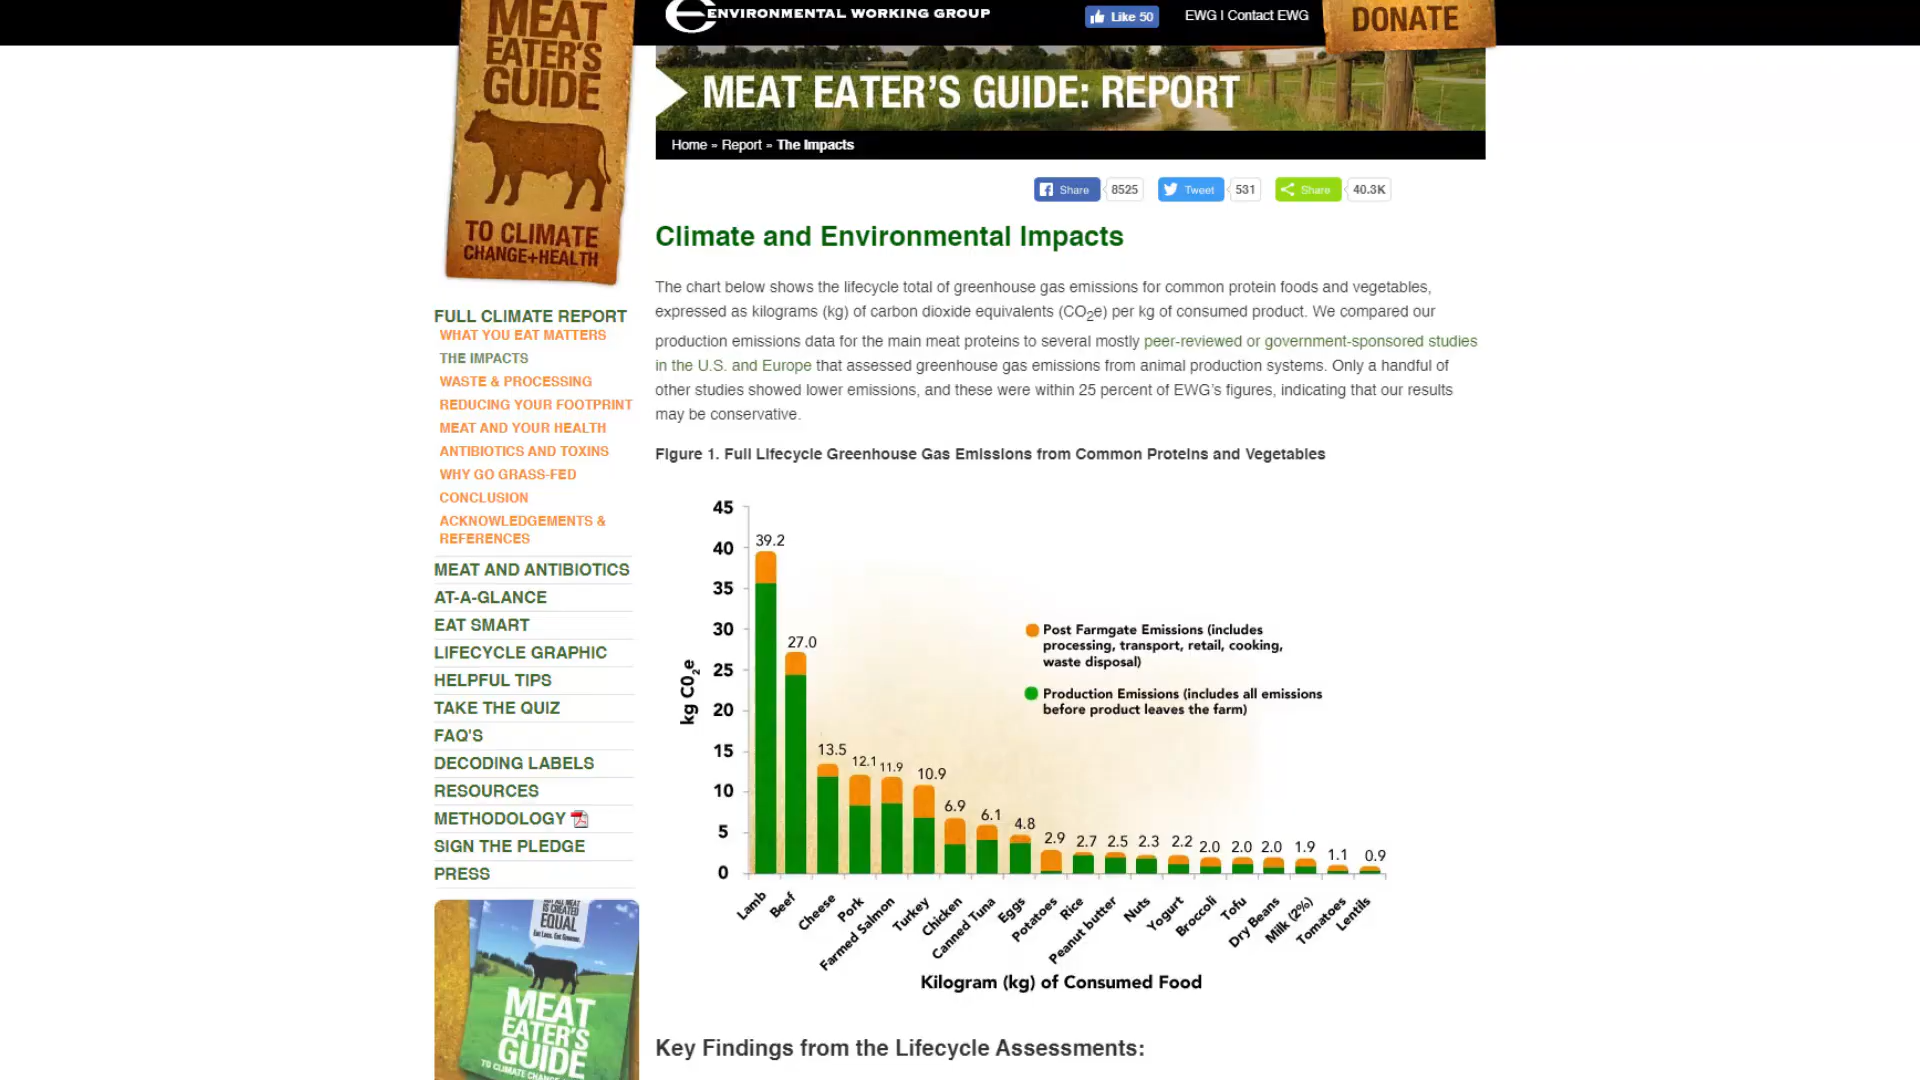 MEAT
EATER'S
GUIDE
TO CLIMATE
CHANGE+HEALTH
ENVIRONMENTAL WORKING GROUP
Like 50
EWG | Contact EWG
DONATE
MEAT EATER'S GUIDE: REPORT
Home » Report » The Impacts
Share 8525
Tweet 531
Share 40.3K
FULL CLIMATE REPORT
WHAT YOU EAT MATTERS
THE IMPACTS
WASTE & PROCESSING
REDUCING YOUR FOOTPRINT
MEAT AND YOUR HEALTH
ANTIBIOTICS AND TOXINS
WHY GO GRASS-FED
CONCLUSION
ACKNOWLEDGEMENTS &
REFERENCES
MEAT AND ANTIBIOTICS
AT-A-GLANCE
EAT SMART
LIFECYCLE GRAPHIC
HELPFUL TIPS
TAKE THE QUIZ
FAQ'S
DECODING LABELS
RESOURCES
METHODOLOGY
SIGN THE PLEDGE
PRESS
IS CREATED
EQUAL
Eat Less. Eat Greener.
MEAT
EATER'S
GUIDE
Climate and Environmental Impacts
The chart below shows the lifecycle total of greenhouse gas emissions for common protein foods and vegetables,
expressed as kilograms (kg) of carbon dioxide equivalents (CO2e) per kg of consumed product. We compared our
production emissions data for the main meat proteins to several mostly peer-reviewed or government-sponsored studies
in the U.S. and Europe that assessed greenhouse gas emissions from animal production systems. Only a handful of
other studies showed lower emissions, and these were within 25 percent of EWG's figures, indicating that our results
may be conservative.
Figure 1. Full Lifecycle Greenhouse Gas Emissions from Common Proteins and Vegetables
45
40
35
30
25
20
15
10
5
0
kg CO2e
39.2
27.0
13.5
12.1
11.9
10.9
6.9
6.1
4.8
2.9
2.7
2.5
2.3
2.2
2.0
2.0
2.0
1.9
1.1
0.9
Post Farmgate Emissions (includes
processing, transport, retail, cooking,
waste disposal)
Production Emissions (includes all emissions
before product leaves the farm)
Lamb
Beef
Cheese
Pork
Farmed Salmon
Turkey
Chicken
Canned Tuna
Eggs
Potatoes
Rice
Peanut butter
Nuts
Yogurt
Broccoli
Tofu
Dry Beans
Milk (2%)
Tomatoes
Lentils
Kilogram (kg) of Consumed Food
Key Findings from the Lifecycle Assessments: